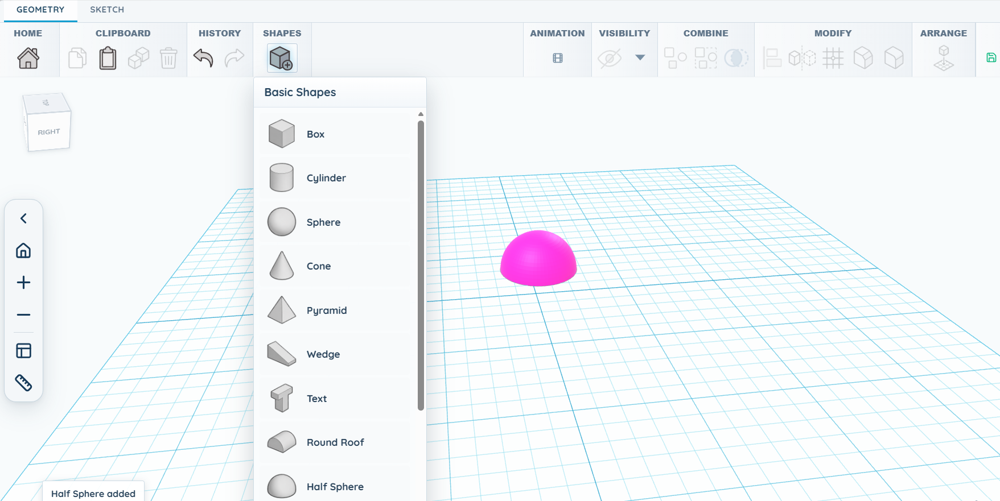 GEOMETRY SKETCH
HOME CLIPBOARD HISTORY SHAPES ANIMATION VISIBILITY COMBINE MODIFY ARRANGE
Basic Shapes
TOP
RIGHT
Box
Cylinder
Sphere
Cone
Pyramid
Wedge
Text
Round Roof
Half Sphere
Half Sphere added